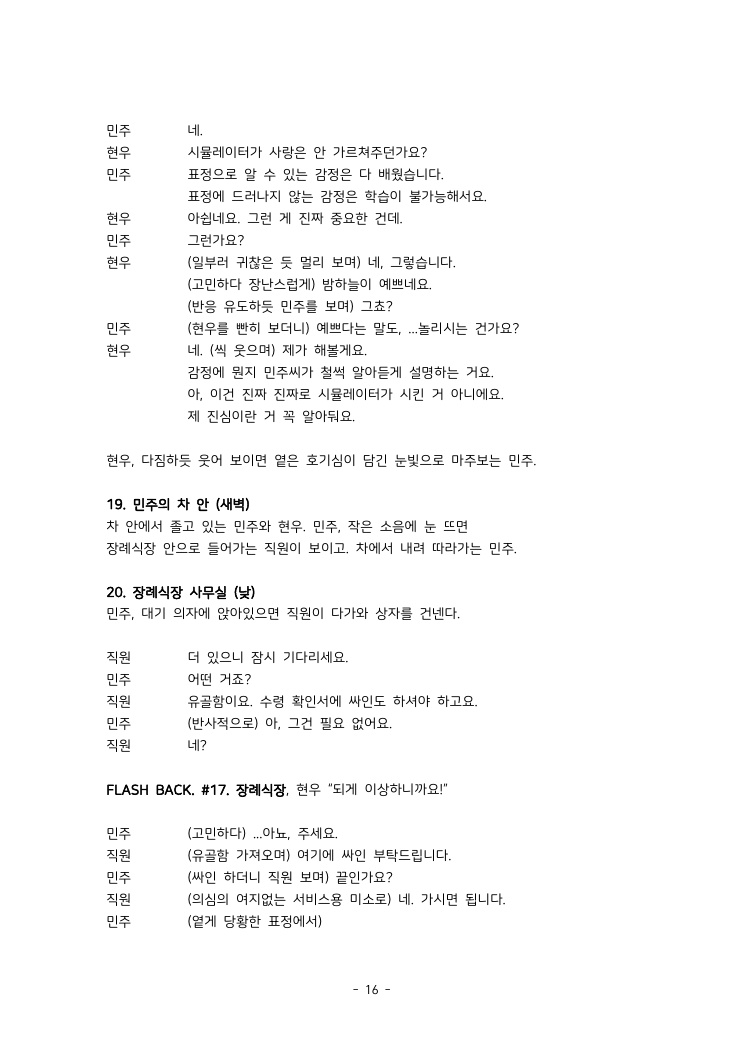 민주 네.
현우 시뮬레이터가 사랑은 안 가르쳐주던가요?
민주 표정으로 알 수 있는 감정은 다 배웠습니다.
표정에 드러나지 않는 감정은 학습이 불가능해서요.
현우 아쉽네요. 그런 게 진짜 중요한 건데.
민주 그런가요?
현우 (일부러 귀찮은 듯 멀리 보며) 네, 그렇습니다.
(고민하다 장난스럽게) 밤하늘이 예쁘네요.
(반응 유도하듯 민주를 보며) 그쵸?
민주 (현우를 빤히 보더니) 예쁘다는 말도, ...놀리시는 건가요?
현우 네. (씩 웃으며) 제가 해볼게요.
감정에 뭔지 민주씨가 철썩 알아듣게 설명하는 거요.
아, 이건 진짜 진짜로 시뮬레이터가 시킨 거 아니에요.
제 진심이란 거 꼭 알아둬요.
현우, 다짐하듯 웃어 보이면 옅은 호기심이 담긴 눈빛으로 마주보는 민주.
19. 민주의 차 안 (새벽)
차 안에서 졸고 있는 민주와 현우. 민주, 작은 소음에 눈 뜨면
장례식장 안으로 들어가는 직원이 보이고. 차에서 내려 따라가는 민주.
20. 장례식장 사무실 (낮)
민주, 대기 의자에 앉아있으면 직원이 다가와 상자를 건넨다.
직원 더 있으니 잠시 기다리세요.
민주 어떤 거죠?
직원 유골함이요. 수령 확인서에 싸인도 하셔야 하고요.
민주 (반사적으로) 아, 그건 필요 없어요.
직원 네?
FLASH BACK. #17. 장례식장, 현우 “되게 이상하니까요!”
민주 (고민하다) ...아뇨, 주세요.
직원 (유골함 가져오며) 여기에 싸인 부탁드립니다.
민주 (싸인 하더니 직원 보며) 끝인가요?
직원 (의심의 여지없는 서비스용 미소로) 네. 가시면 됩니다.
민주 (옅게 당황한 표정에서)
- 16 -